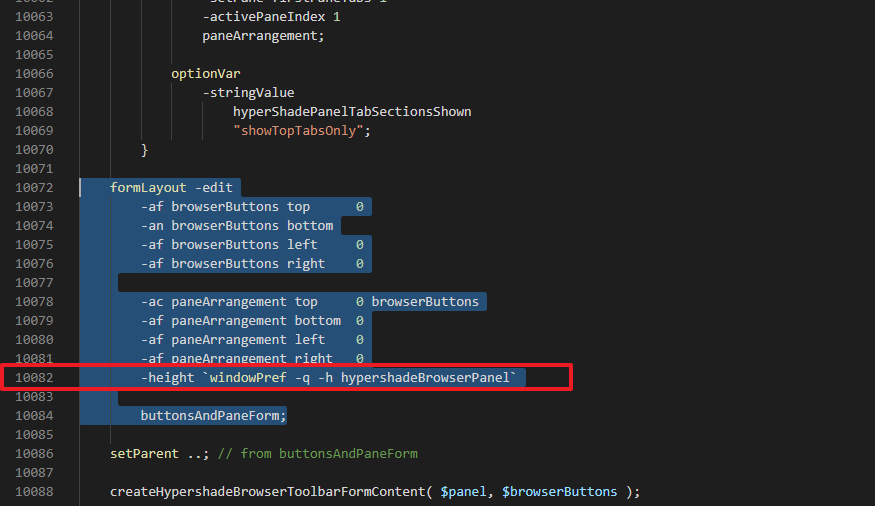 10063 -activePaneIndex 1
10064 paneArrangement;
10065
10066 optionVar
10067 -stringValue
10068 hyperShadePanelTabSectionsShown
10069 "showTopTabsOnly";
10070 }
10071
10072 formLayout -edit
10073 -af browserButtons top 0
10074 -an browserButtons bottom
10075 -af browserButtons left 0
10076 -af browserButtons right 0
10077
10078 -ac paneArrangement top 0 browserButtons
10079 -af paneArrangement bottom 0
10080 -af paneArrangement left 0
10081 -af paneArrangement right 0
10082 -height `windowPref -q -h hypershadeBrowserPanel`
10083
10084 buttonsAndPaneForm;
10085
10086 setParent ..; // from buttonsAndPaneForm
10087
10088 createHypershadeBrowserToolbarFormContent( $panel, $browserButtons );